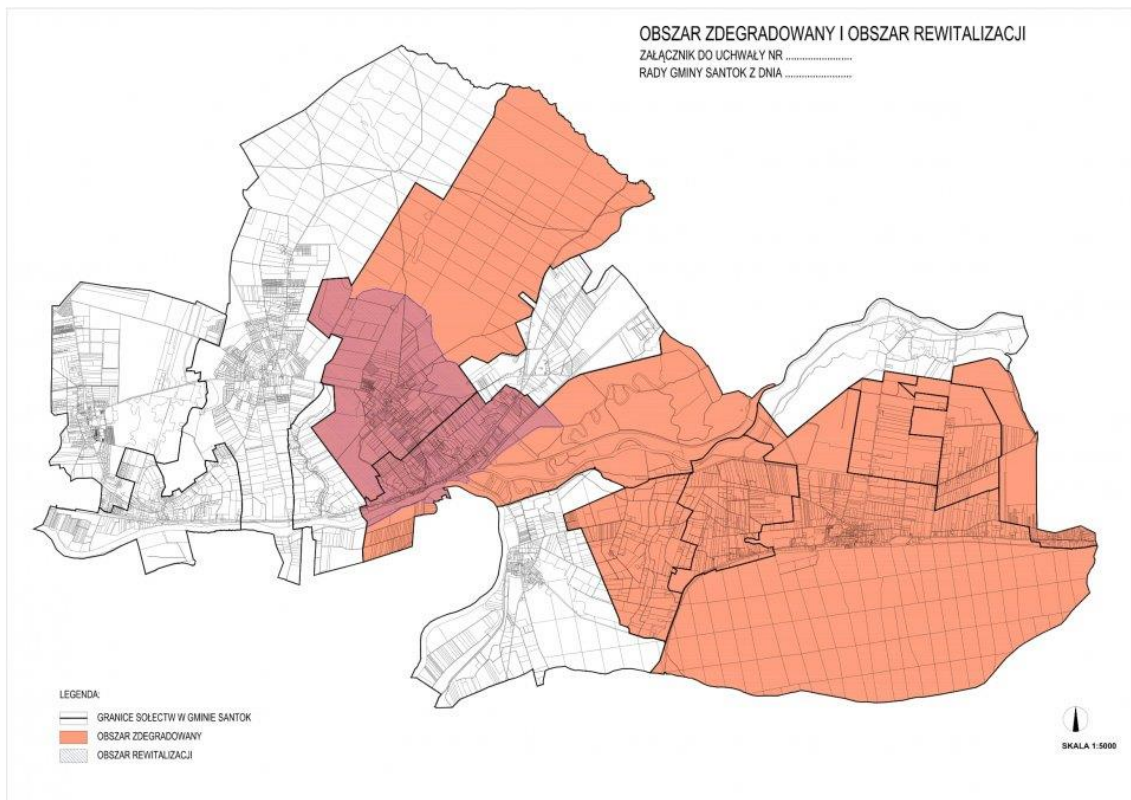 OBSZAR ZDEGRADOWANY I OBSZAR REWITALIZACJI
ZAŁĄCZNIK DO UCHWAŁY NR ........................
RADY GMINY SANTOK Z DNIA ........................
LEGENDA:
GRANICE SOŁECTW W GMINIE SANTOK
OBSZAR ZDEGRADOWANY
OBSZAR REWITALIZACJI
SKALA 1:5000